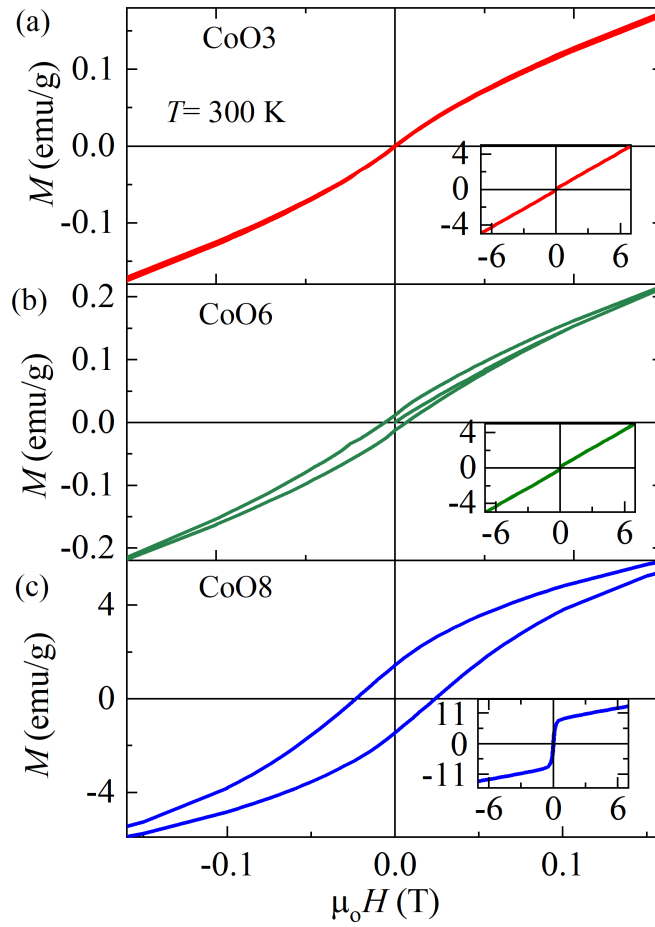 (a)
CoO3
T= 300 K
M (emu/g)
0.1
0.0
-0.1
4
0
-4
-6 0 6
(b)
CoO6
M (emu/g)
0.2
0.1
0.0
-0.1
-0.2
4
0
-4
-6 0 6
(c)
CoO8
M (emu/g)
4
0
-4
11
0
-11
-6 0 6
-0.1 0.0 0.1
μoH (T)